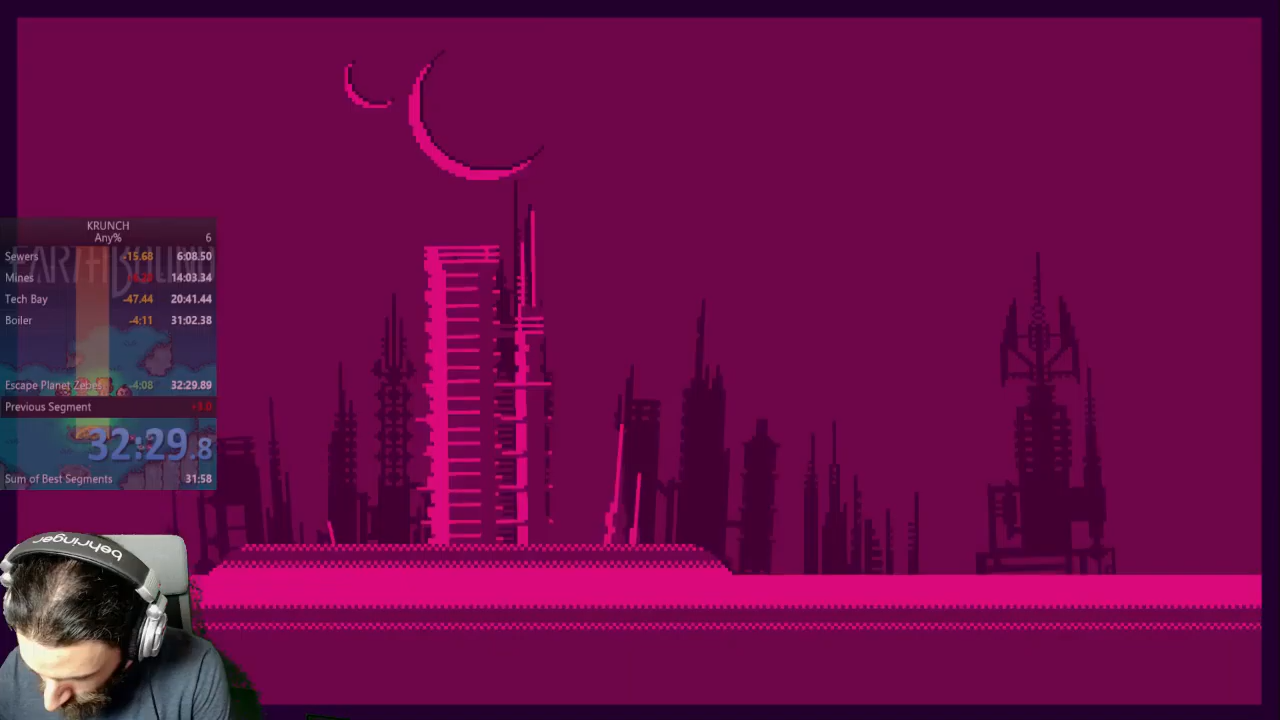 KRUNCH
Any% 6
Sewers -15.68 6:08.50
Mines 14:03.34
Tech Bay -47.44 20:41.44
Boiler -4:11 31:02.38
Escape Planet Zebes -4:08 32:29.89
Previous Segment +3.0
32:29.8
Sum of Best Segments 31:58
behringer